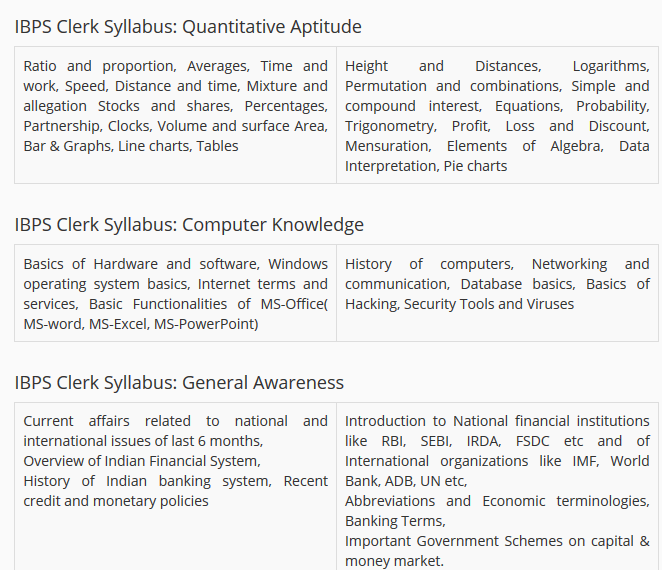 IBPS Clerk Syllabus: Quantitative Aptitude
Ratio and proportion, Averages, Time and
work, Speed, Distance and time, Mixture and
allegation Stocks and shares, Percentages,
Partnership, Clocks, Volume and surface Area,
Bar & Graphs, Line charts, Tables
Height and Distances, Logarithms,
Permutation and combinations, Simple and
compound interest, Equations, Probability,
Trigonometry, Profit, Loss and Discount,
Mensuration, Elements of Algebra, Data
Interpretation, Pie charts
IBPS Clerk Syllabus: Computer Knowledge
Basics of Hardware and software, Windows
operating system basics, Internet terms and
services, Basic Functionalities of MS-Office(
MS-word, MS-Excel, MS-PowerPoint)
History of computers, Networking and
communication, Database basics, Basics of
Hacking, Security Tools and Viruses
IBPS Clerk Syllabus: General Awareness
Current affairs related to national and
international issues of last 6 months,
Overview of Indian Financial System,
History of Indian banking system, Recent
credit and monetary policies
Introduction to National financial institutions
like RBI, SEBI, IRDA, FSDC etc and of
International organizations like IMF, World
Bank, ADB, UN etc,
Abbreviations and Economic terminologies,
Banking Terms,
Important Government Schemes on capital &
money market.